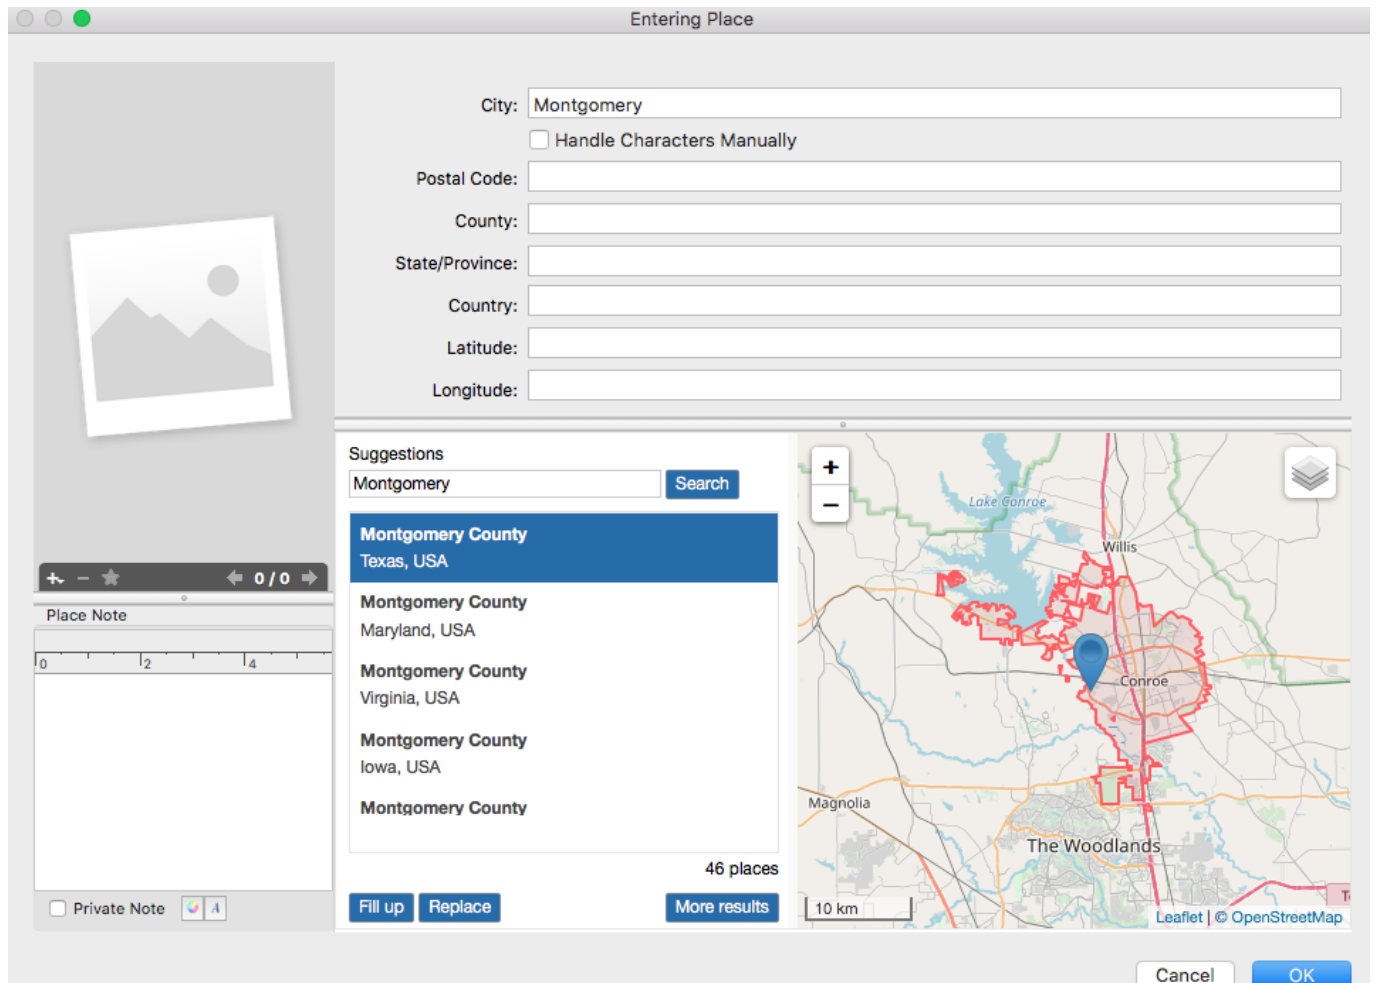 Entering Place
City: Montgomery
Handle Characters Manually
Postal Code:
County:
State/Province:
Country:
Latitude:
Longitude:
0/0
Place Note
0 2 4
Private Note A
Suggestions
Montgomery Search
Montgomery County
Texas, USA
Montgomery County
Maryland, USA
Montgomery County
Virginia, USA
Montgomery County
Iowa, USA
Montgomery County
46 places
Fill up Replace More results
+
−
Lake Conroe
Willis
Conroe
Magnolia
The Woodlands
10 km
Leaflet | © OpenStreetMap
Cancel OK